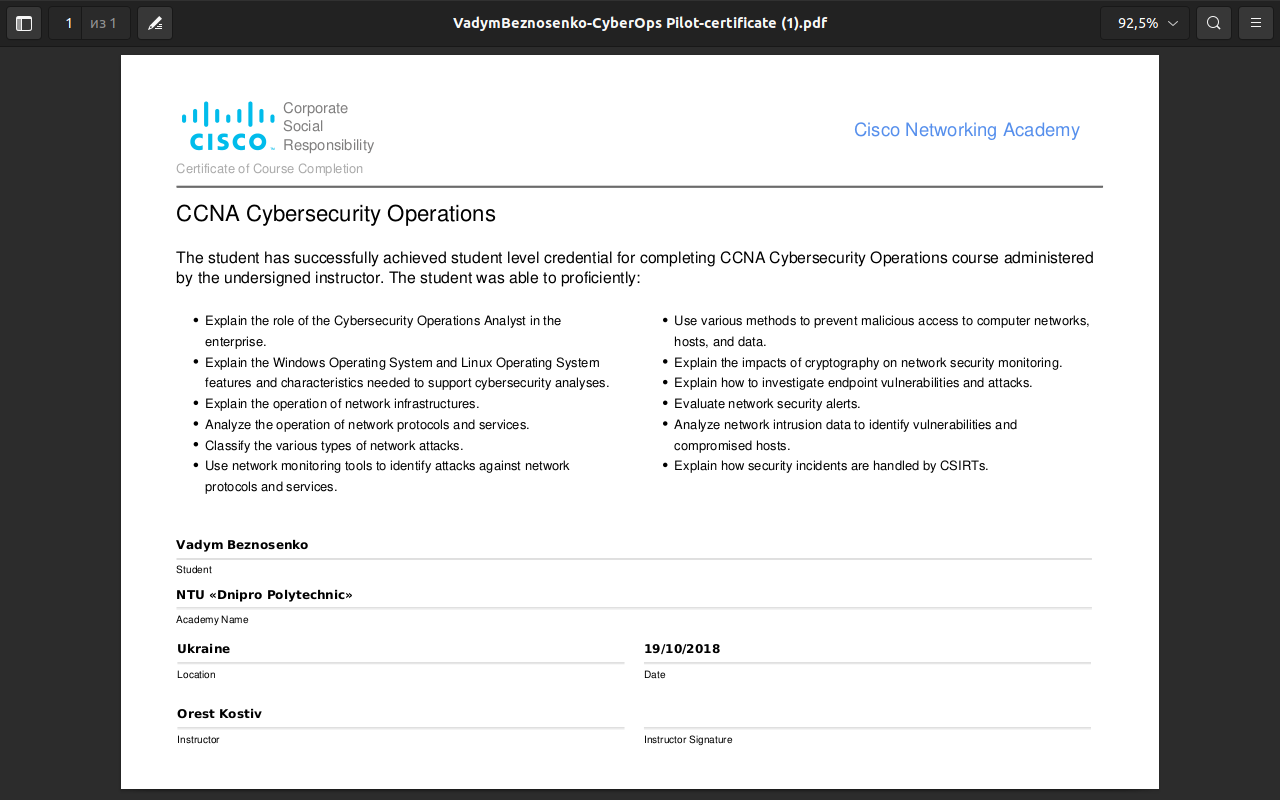 1 из 1
VadymBeznosenko-CyberOps Pilot-certificate (1).pdf
92,5%
CISCO
Corporate
Social
Responsibility
Cisco Networking Academy
Certificate of Course Completion
CCNA Cybersecurity Operations
The student has successfully achieved student level credential for completing CCNA Cybersecurity Operations course administered
by the undersigned instructor. The student was able to proficiently:
• Explain the role of the Cybersecurity Operations Analyst in the
enterprise.
• Explain the Windows Operating System and Linux Operating System
features and characteristics needed to support cybersecurity analyses.
• Explain the operation of network infrastructures.
• Analyze the operation of network protocols and services.
• Classify the various types of network attacks.
• Use network monitoring tools to identify attacks against network
protocols and services.
• Use various methods to prevent malicious access to computer networks,
hosts, and data.
• Explain the impacts of cryptography on network security monitoring.
• Explain how to investigate endpoint vulnerabilities and attacks.
• Evaluate network security alerts.
• Analyze network intrusion data to identify vulnerabilities and
compromised hosts.
• Explain how security incidents are handled by CSIRTs.
Vadym Beznosenko
Student
NTU «Dnipro Polytechnic»
Academy Name
Ukraine
Location
19/10/2018
Date
Orest Kostiv
Instructor
Instructor Signature